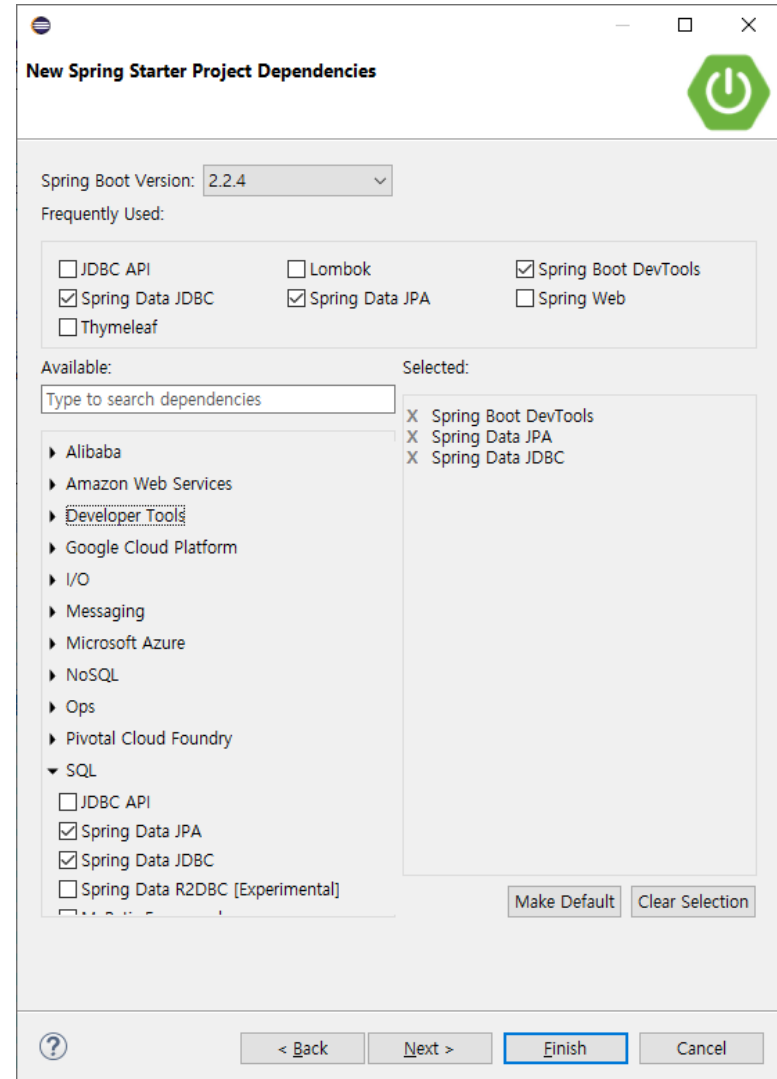 New Spring Starter Project Dependencies
Spring Boot Version: 2.2.4
Frequently Used:
JDBC API Lombok Spring Boot DevTools
Spring Data JDBC Spring Data JPA Spring Web
Thymeleaf
Available:
Type to search dependencies
Alibaba
Amazon Web Services
Developer Tools
Google Cloud Platform
I/O
Messaging
Microsoft Azure
NoSQL
Ops
Pivotal Cloud Foundry
SQL
JDBC API
Spring Data JPA
Spring Data JDBC
Spring Data R2DBC [Experimental]
Selected:
X Spring Boot DevTools
X Spring Data JPA
X Spring Data JDBC
Make Default Clear Selection
? < Back Next > Finish Cancel